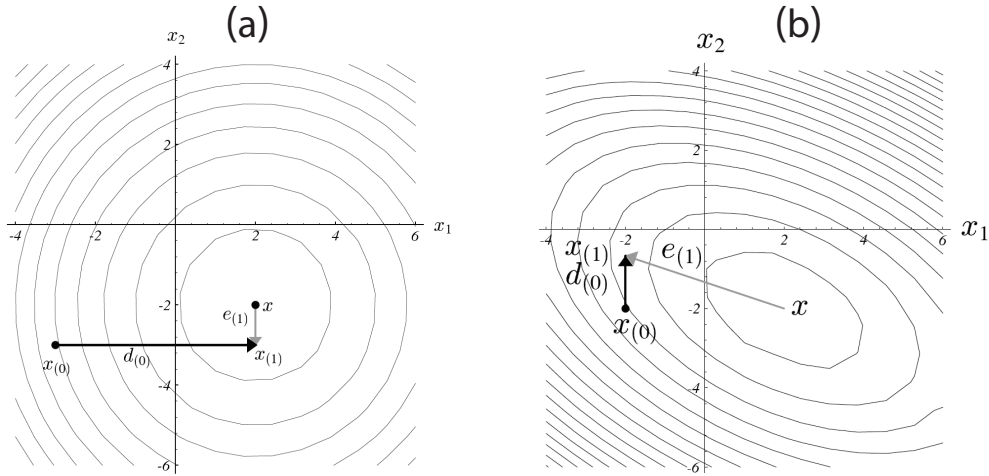 (a)
x₂
4
2
-4 -2 2 4 6 x₁
x
e₍₁₎
x₍₀₎ d₍₀₎ x₍₁₎
-4
-6
(b)
x₂
4
2
-4 -2 2 4 6 x₁
x₍₁₎ e₍₁₎
d₍₀₎
x₍₀₎ -2 x
-4
-6